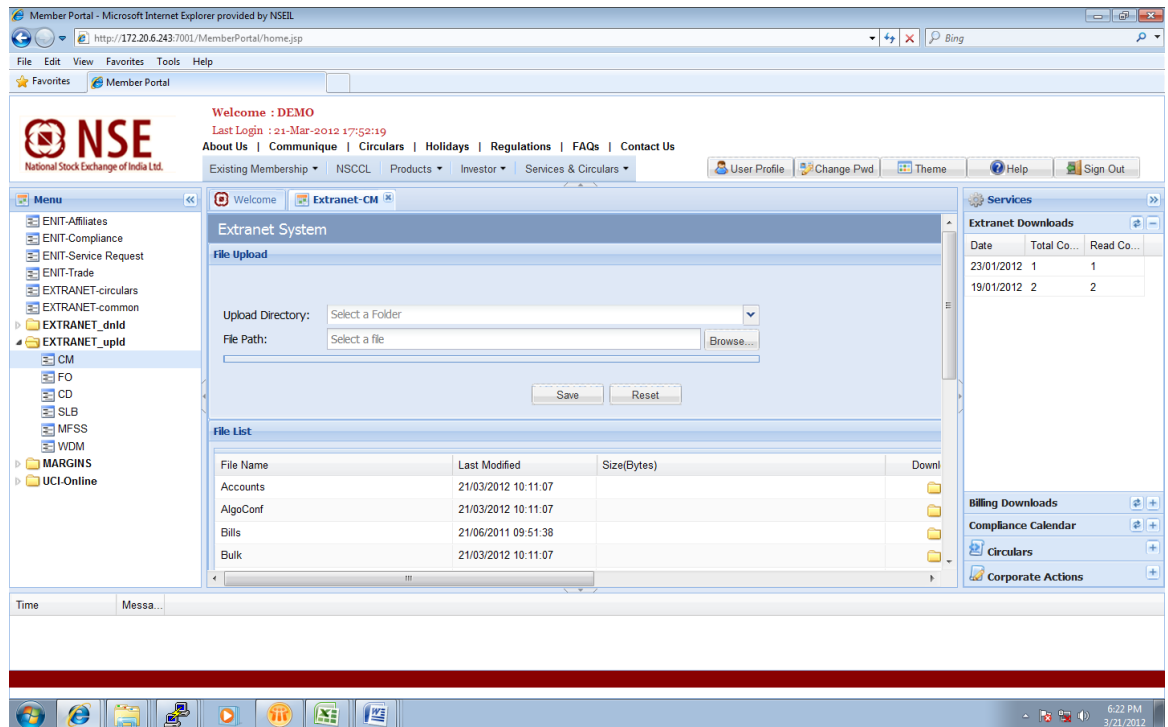 Member Portal - Microsoft Internet Explorer provided by NSEIL
http://172.20.6.243:7001/MemberPortal/home.jsp
Bing
File Edit View Favorites Tools Help
Favorites Member Portal
NSE
National Stock Exchange of India Ltd.
Welcome : DEMO
Last Login : 21-Mar-2012 17:52:19
About Us | Communique | Circulars | Holidays | Regulations | FAQs | Contact Us
Existing Membership NSCCL Products Investor Services & Circulars
User Profile Change Pwd Theme Help Sign Out
Menu
ENIT-Affiliates
ENIT-Compliance
ENIT-Service Request
ENIT-Trade
EXTRANET-circulars
EXTRANET-common
EXTRANET_dnld
EXTRANET_upld
CM
FO
CD
SLB
MFSS
WDM
MARGINS
UCI-Online
Welcome Extranet-CM
Extranet System
File Upload
Upload Directory: Select a Folder
File Path: Select a file Browse...
Save Reset
File List
File Name Last Modified Size(Bytes) Downl
Accounts 21/03/2012 10:11:07
AlgoConf 21/03/2012 10:11:07
Bills 21/06/2011 09:51:38
Bulk 21/03/2012 10:11:07
Services
Extranet Downloads
Date Total Co... Read Co...
23/01/2012 1 1
19/01/2012 2 2
Billing Downloads
Compliance Calendar
Circulars
Corporate Actions
Time Messa...
6:22 PM
3/21/2012